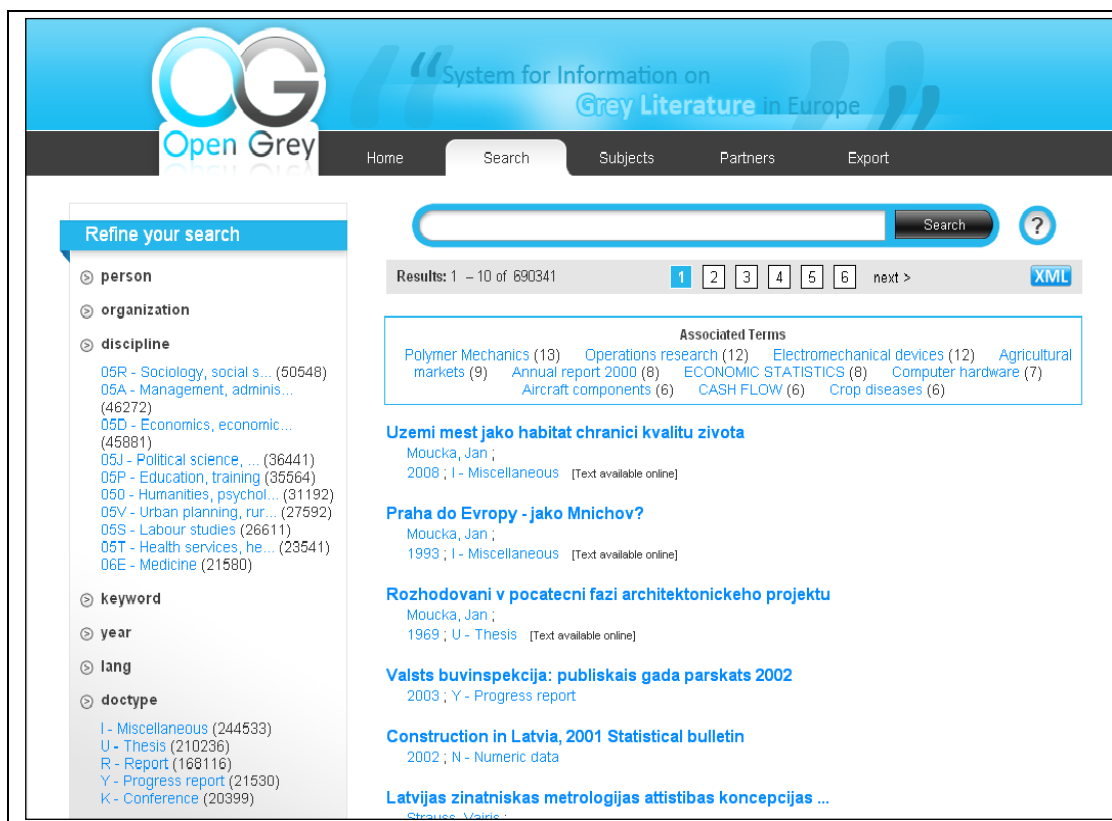 OG
Open Grey
“System for Information on
Grey Literature in Europe”
Home Search Subjects Partners Export
Search ?
Refine your search
person
organization
discipline
05R - Sociology, social s... (50548)
05A - Management, adminis...
(46272)
05D - Economics, economic...
(45881)
05J - Political science, ... (36441)
05P - Education, training (35564)
050 - Humanities, psychol... (31192)
05V - Urban planning, rur... (27592)
05S - Labour studies (26611)
05T - Health services, he... (23541)
06E - Medicine (21580)
keyword
year
lang
doctype
I - Miscellaneous (244533)
U - Thesis (210236)
R - Report (168116)
Y - Progress report (21530)
K - Conference (20399)
Results: 1 – 10 of 690341 1 2 3 4 5 6 next > XML
Associated Terms
Polymer Mechanics (13) Operations research (12) Electromechanical devices (12) Agricultural
markets (9) Annual report 2000 (8) ECONOMIC STATISTICS (8) Computer hardware (7)
Aircraft components (6) CASH FLOW (6) Crop diseases (6)
Uzemi mest jako habitat chranici kvalitu zivota
Moucka, Jan ;
2008 ; I - Miscellaneous [Text available online]
Praha do Evropy - jako Mnichov?
Moucka, Jan ;
1993 ; I - Miscellaneous [Text available online]
Rozhodovani v pocatecni fazi architektonickeho projektu
Moucka, Jan ;
1969 ; U - Thesis [Text available online]
Valsts buvinspekcija: publiskais gada parskats 2002
2003 ; Y - Progress report
Construction in Latvia, 2001 Statistical bulletin
2002 ; N - Numeric data
Latvijas zinatniskas metrologijas attistibas koncepcijas ...
Strauss, Vairis ;